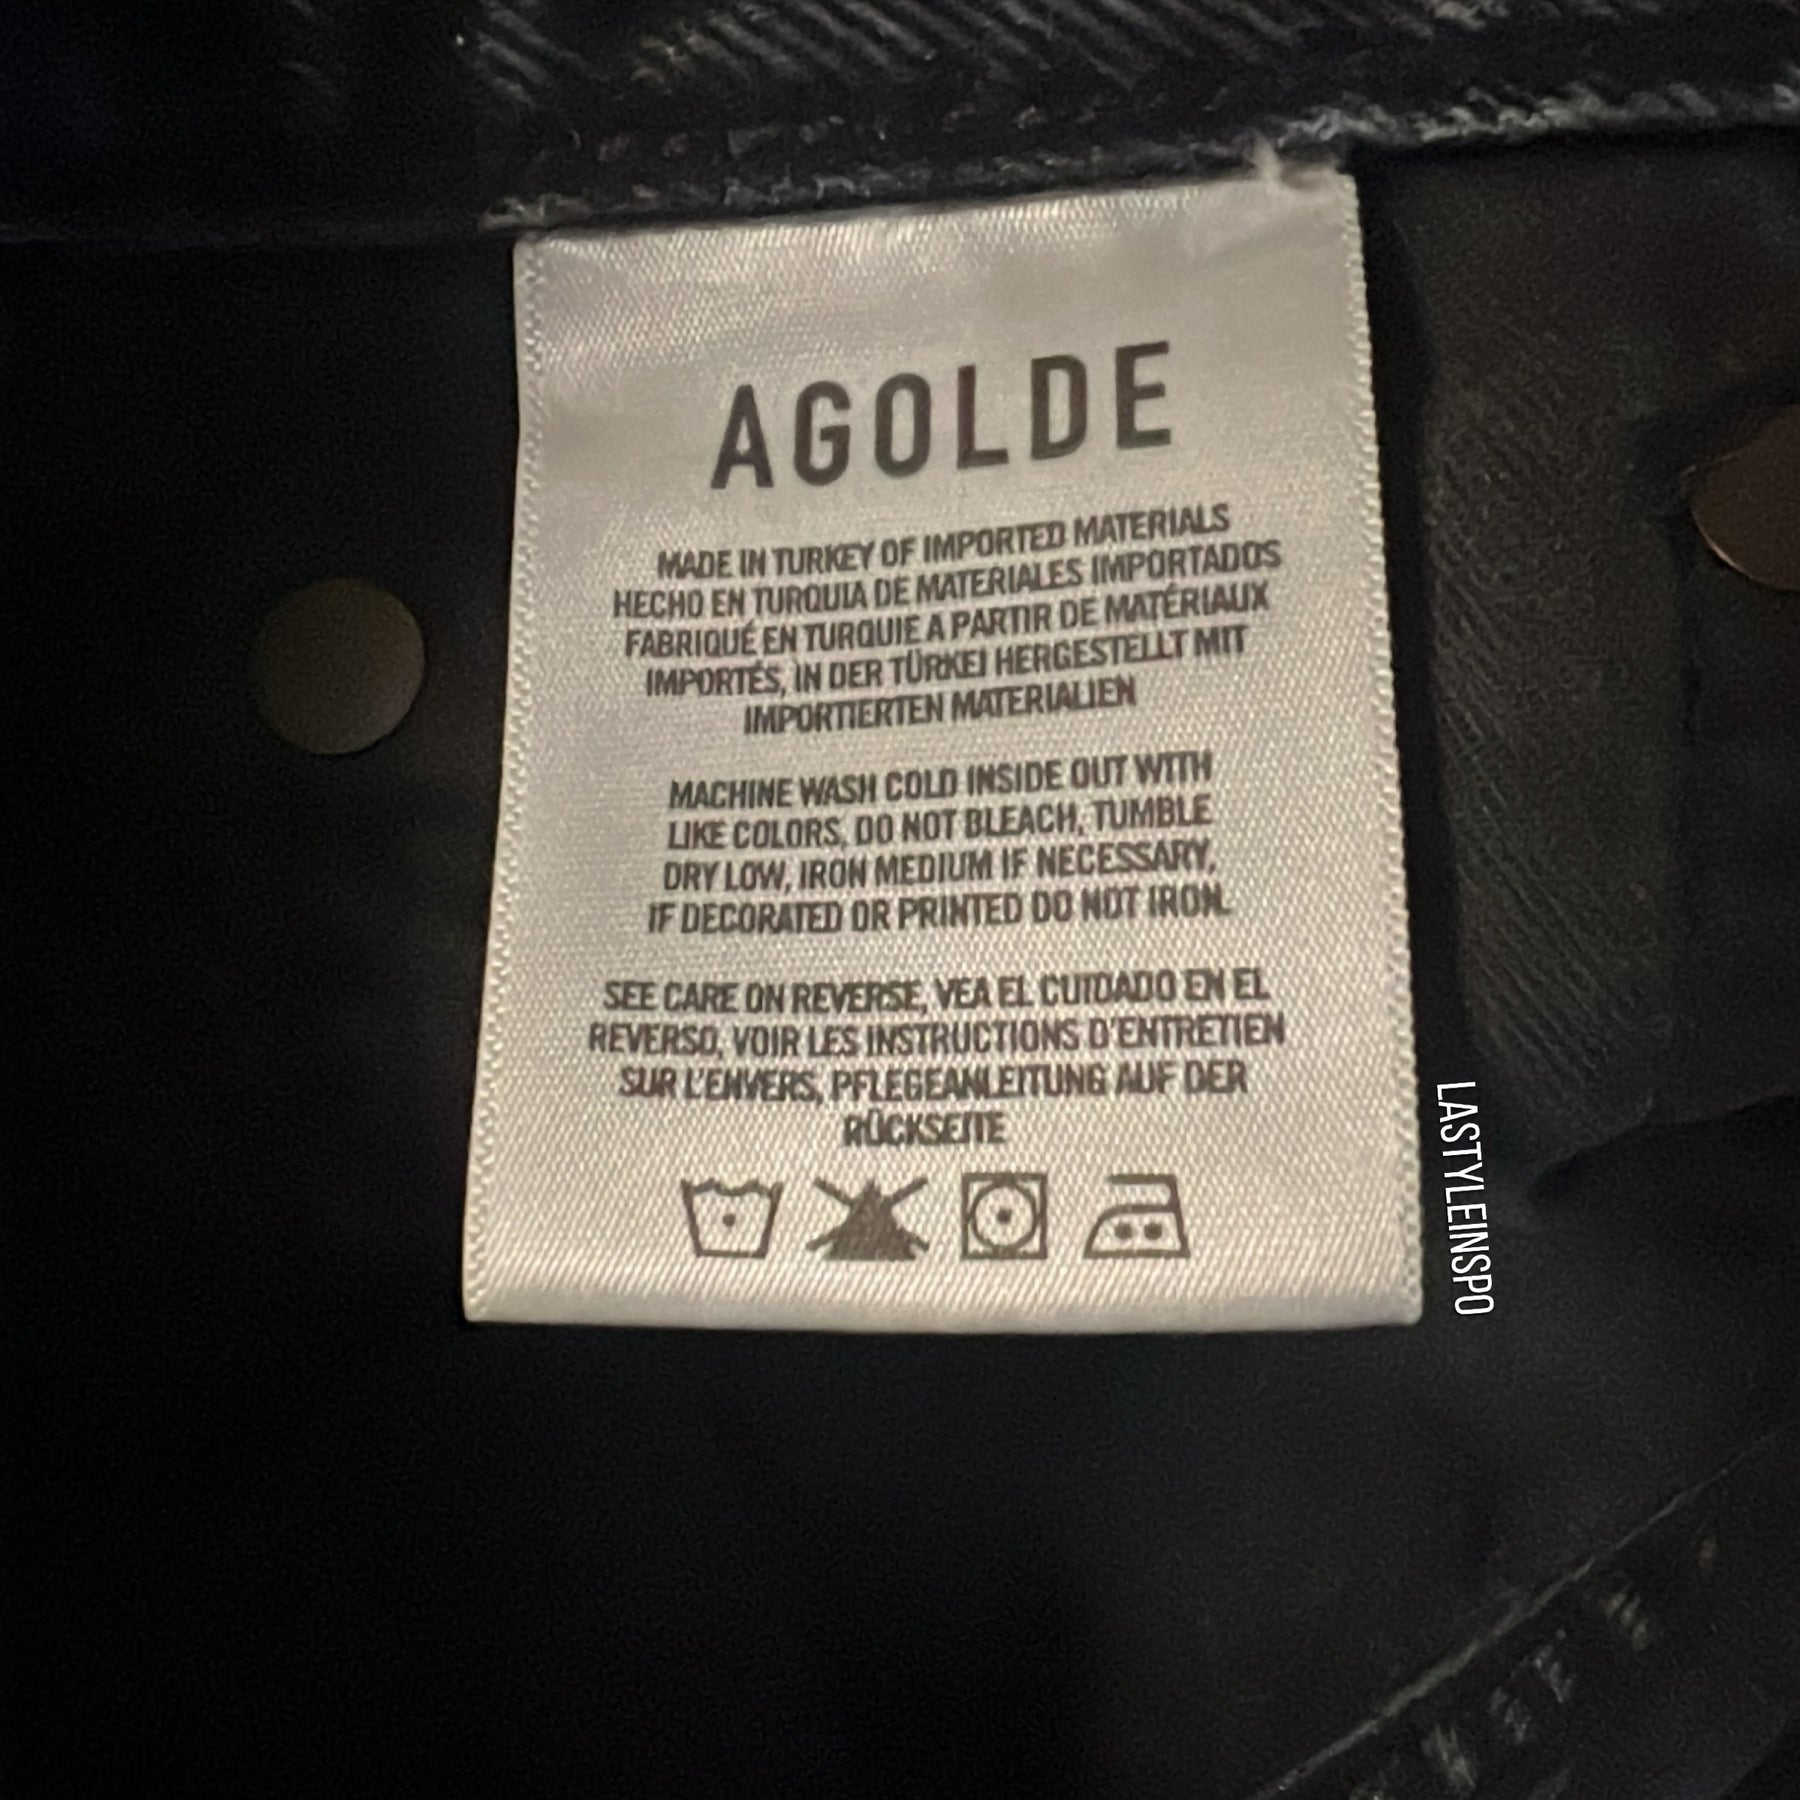 AGOLDE
MADE IN TURKEY OF IMPORTED MATERIALS
HECHO EN TURQUIA DE MATERIALES IMPORTADOS
FABRIQUÉ EN TURQUIE A PARTIR DE MATÉRIAUX
IMPORTÉS, IN DER TÜRKEI HERGESTELLT MIT
IMPORTIERTEN MATERIALIEN
MACHINE WASH COLD INSIDE OUT WITH
LIKE COLORS, DO NOT BLEACH, TUMBLE
DRY LOW, IRON MEDIUM IF NECESSARY,
IF DECORATED OR PRINTED DO NOT IRON.
SEE CARE ON REVERSE, VEA EL CUIDADO EN EL
REVERSO, VOIR LES INSTRUCTIONS D'ENTRETIEN
SUR L'ENVERS, PFLEGEANLEITUNG AUF DER
RÜCKSEITE
LASTYLEINSPO